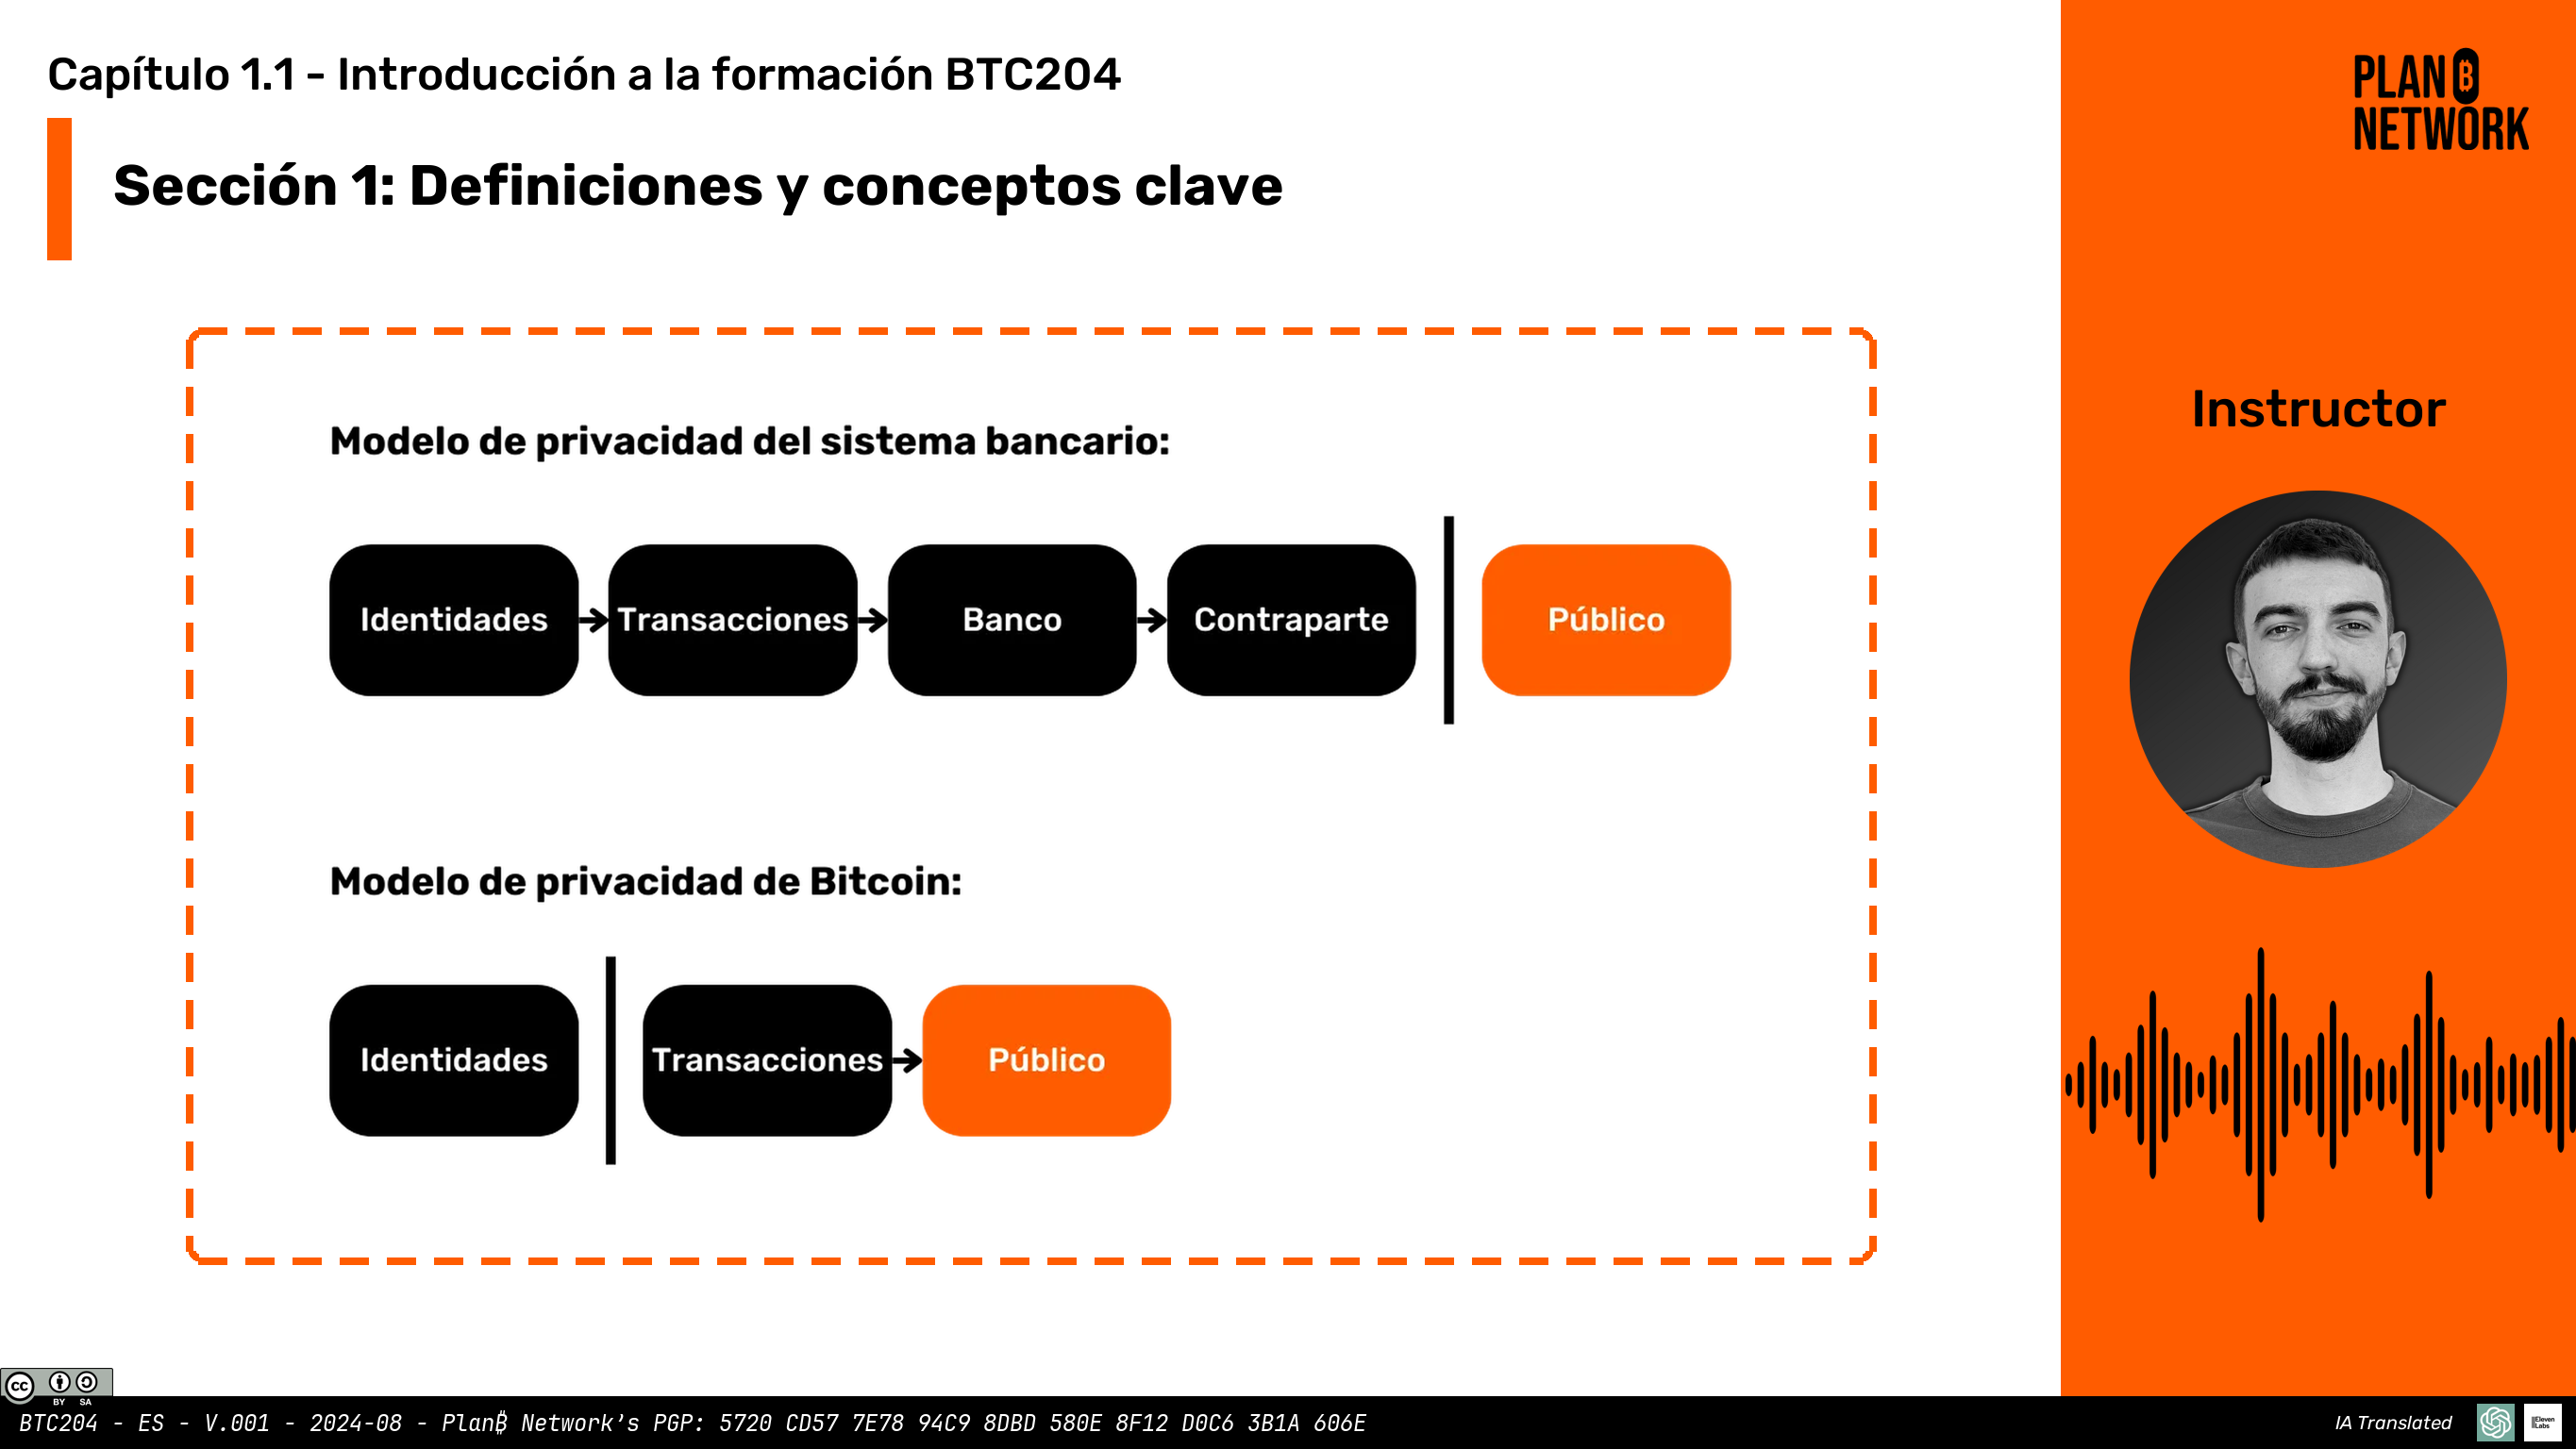 Capítulo 1.1 - Introducción a la formación BTC204
Sección 1: Definiciones y conceptos clave
PLAN ₿
NETWORK
Instructor
Modelo de privacidad del sistema bancario:
Identidades
Transacciones
Banco
Contraparte
Público
Modelo de privacidad de Bitcoin:
Identidades
Transacciones
Público
CC
BY SA
BTC204 - ES - V.001 - 2024-08 - Plan₿ Network's PGP: 5720 CD57 7E78 94C9 8DBD 580E 8F12 D0C6 3B1A 606E
IA Translated
ElevenLabs